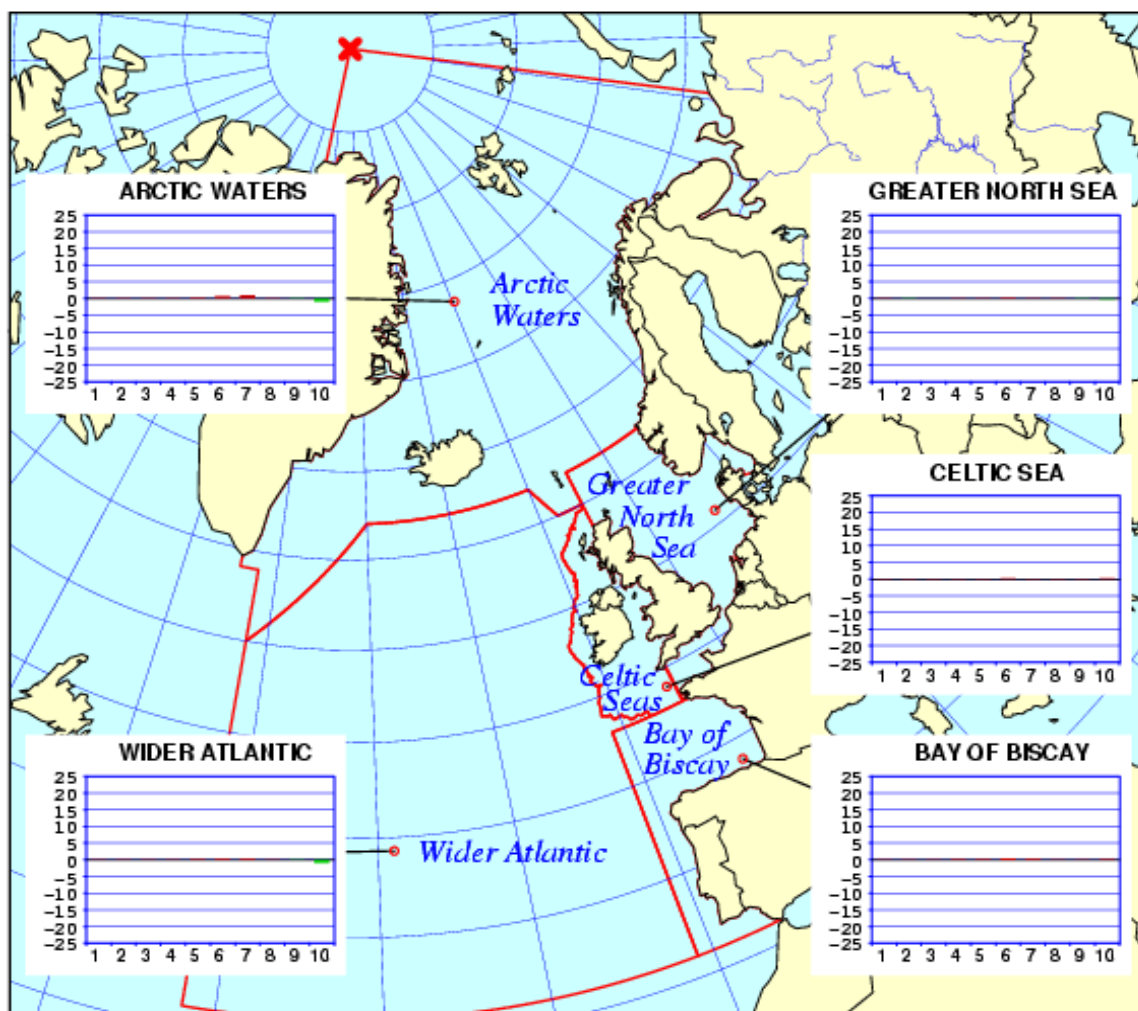 ARCTIC WATERS
25
20
15
10
5
0
-5
-10
-15
-20
-25
1 2 3 4 5 6 7 8 9 10
GREATER NORTH SEA
25
20
15
10
5
0
-5
-10
-15
-20
-25
1 2 3 4 5 6 7 8 9 10
Arctic
Waters
Greater
North
Sea
CELTIC SEA
25
20
15
10
5
0
-5
-10
-15
-20
-25
1 2 3 4 5 6 7 8 9 10
Celtic
Seas
Bay of
Biscay
WIDER ATLANTIC
25
20
15
10
5
0
-5
-10
-15
-20
-25
1 2 3 4 5 6 7 8 9 10
Wider Atlantic
BAY OF BISCAY
25
20
15
10
5
0
-5
-10
-15
-20
-25
1 2 3 4 5 6 7 8 9 10